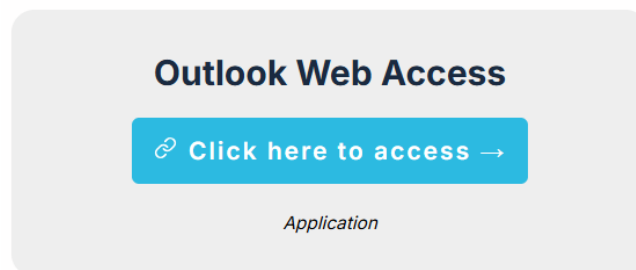 Outlook Web Access
Click here to access →
Application